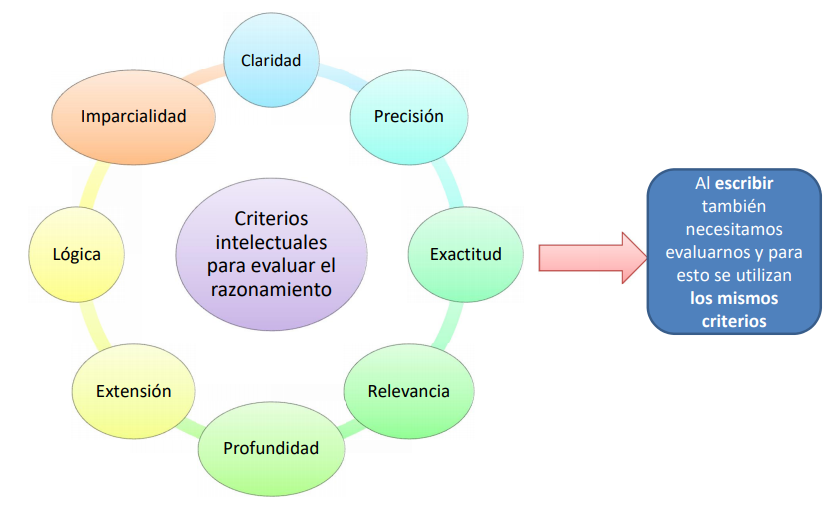 Claridad
Precisión
Exactitud
Relevancia
Profundidad
Extensión
Lógica
Imparcialidad
Criterios
intelectuales
para evaluar el
razonamiento
Al escribir
también
necesitamos
evaluarnos y para
esto se utilizan
los mismos
criterios